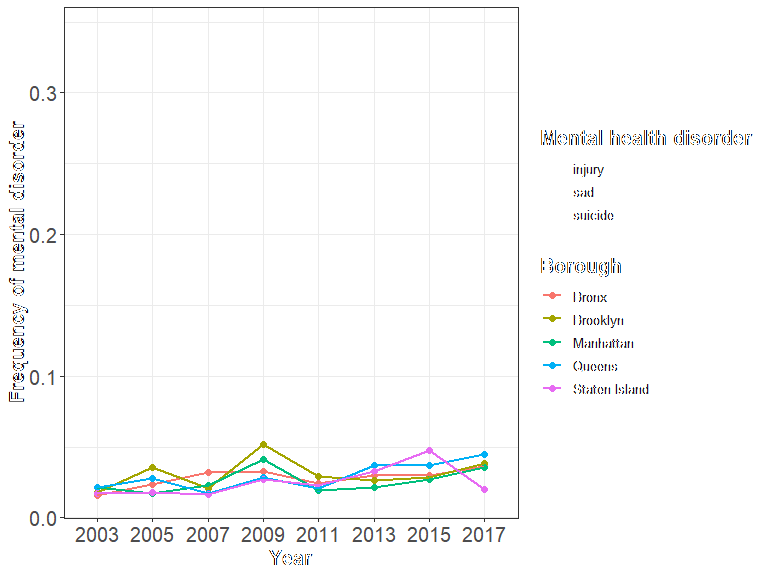 Frequency of mental disorder
0.3
0.2
0.1
0.0
2003 2005 2007 2009 2011 2013 2015 2017
Year
Mental health disorder
injury
sad
suicide
Borough
Bronx
Brooklyn
Manhattan
Queens
Staten Island